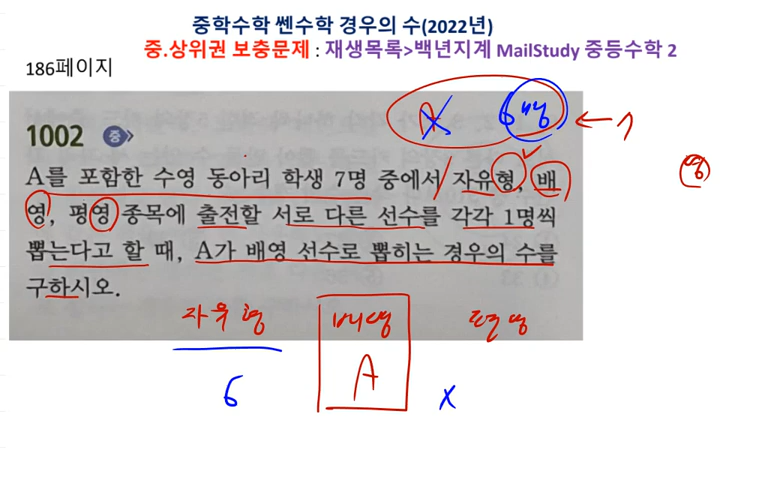 중학수학 쎈수학 경우의 수(2022년)
중.상위권 보충문제 : 재생목록>백년지계 MailStudy 중등수학 2
186페이지
A 6명 ← 7
1002 중
명
A를 포함한 수영 동아리 학생 7명 중에서 자유형, 배
영, 평영 종목에 출전할 서로 다른 선수를 각각 1명씩
뽑는다고 할 때, A가 배영 선수로 뽑히는 경우의 수를
구하시오.
자유형 배영 평영
6 A ×